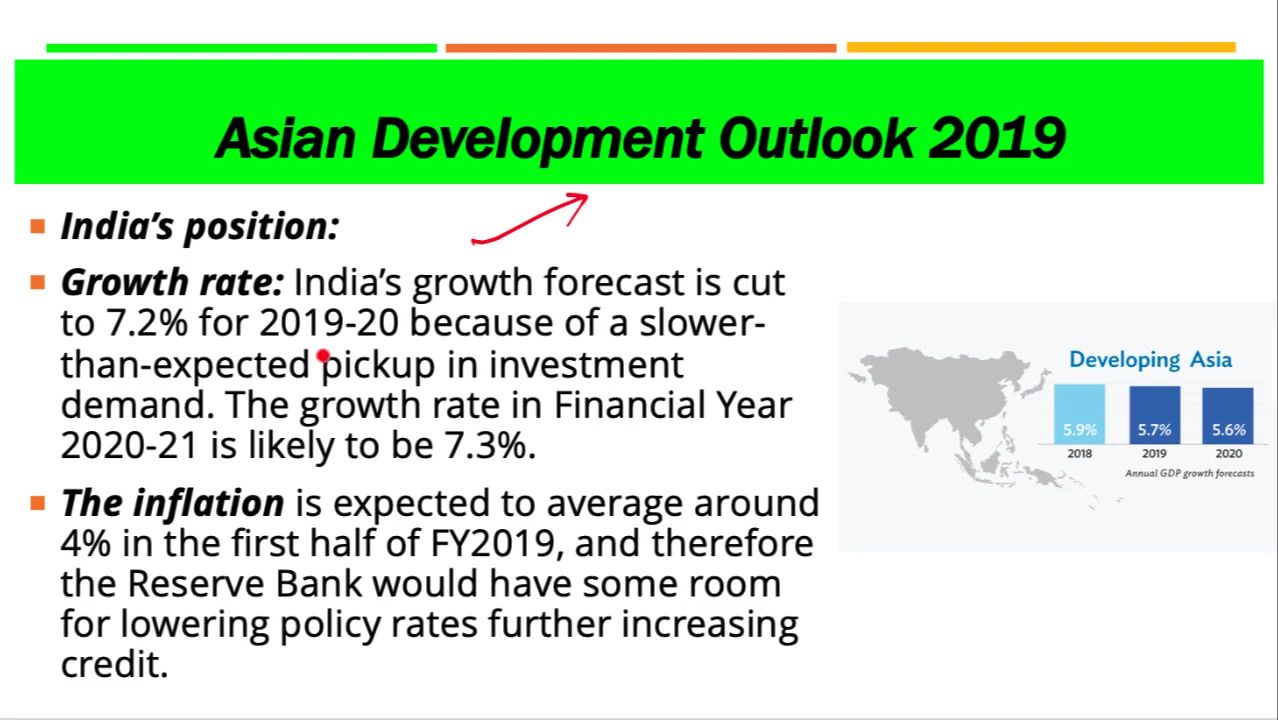 Asian Development Outlook 2019
India's position:
Growth rate: India's growth forecast is cut
to 7.2% for 2019-20 because of a slower-
than-expected pickup in investment
demand. The growth rate in Financial Year
2020-21 is likely to be 7.3%.
The inflation is expected to average around
4% in the first half of FY2019, and therefore
the Reserve Bank would have some room
for lowering policy rates further increasing
credit.
Developing Asia
5.9% 5.7% 5.6%
2018 2019 2020
Annual GDP growth forecasts